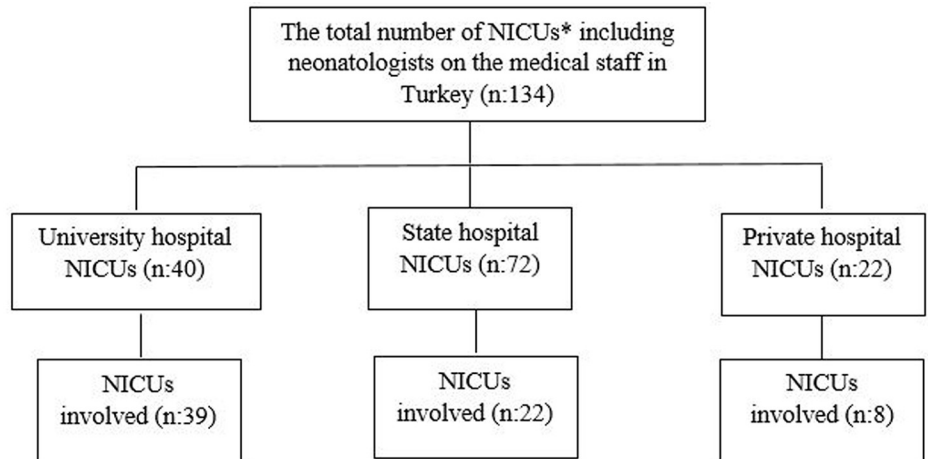 The total number of NICUs* including
neonatologists on the medical staff in
Turkey (n:134)
University hospital
NICUs (n:40)
State hospital
NICUs (n:72)
Private hospital
NICUs (n:22)
NICUs
involved (n:39)
NICUs
involved (n:22)
NICUs
involved (n:8)